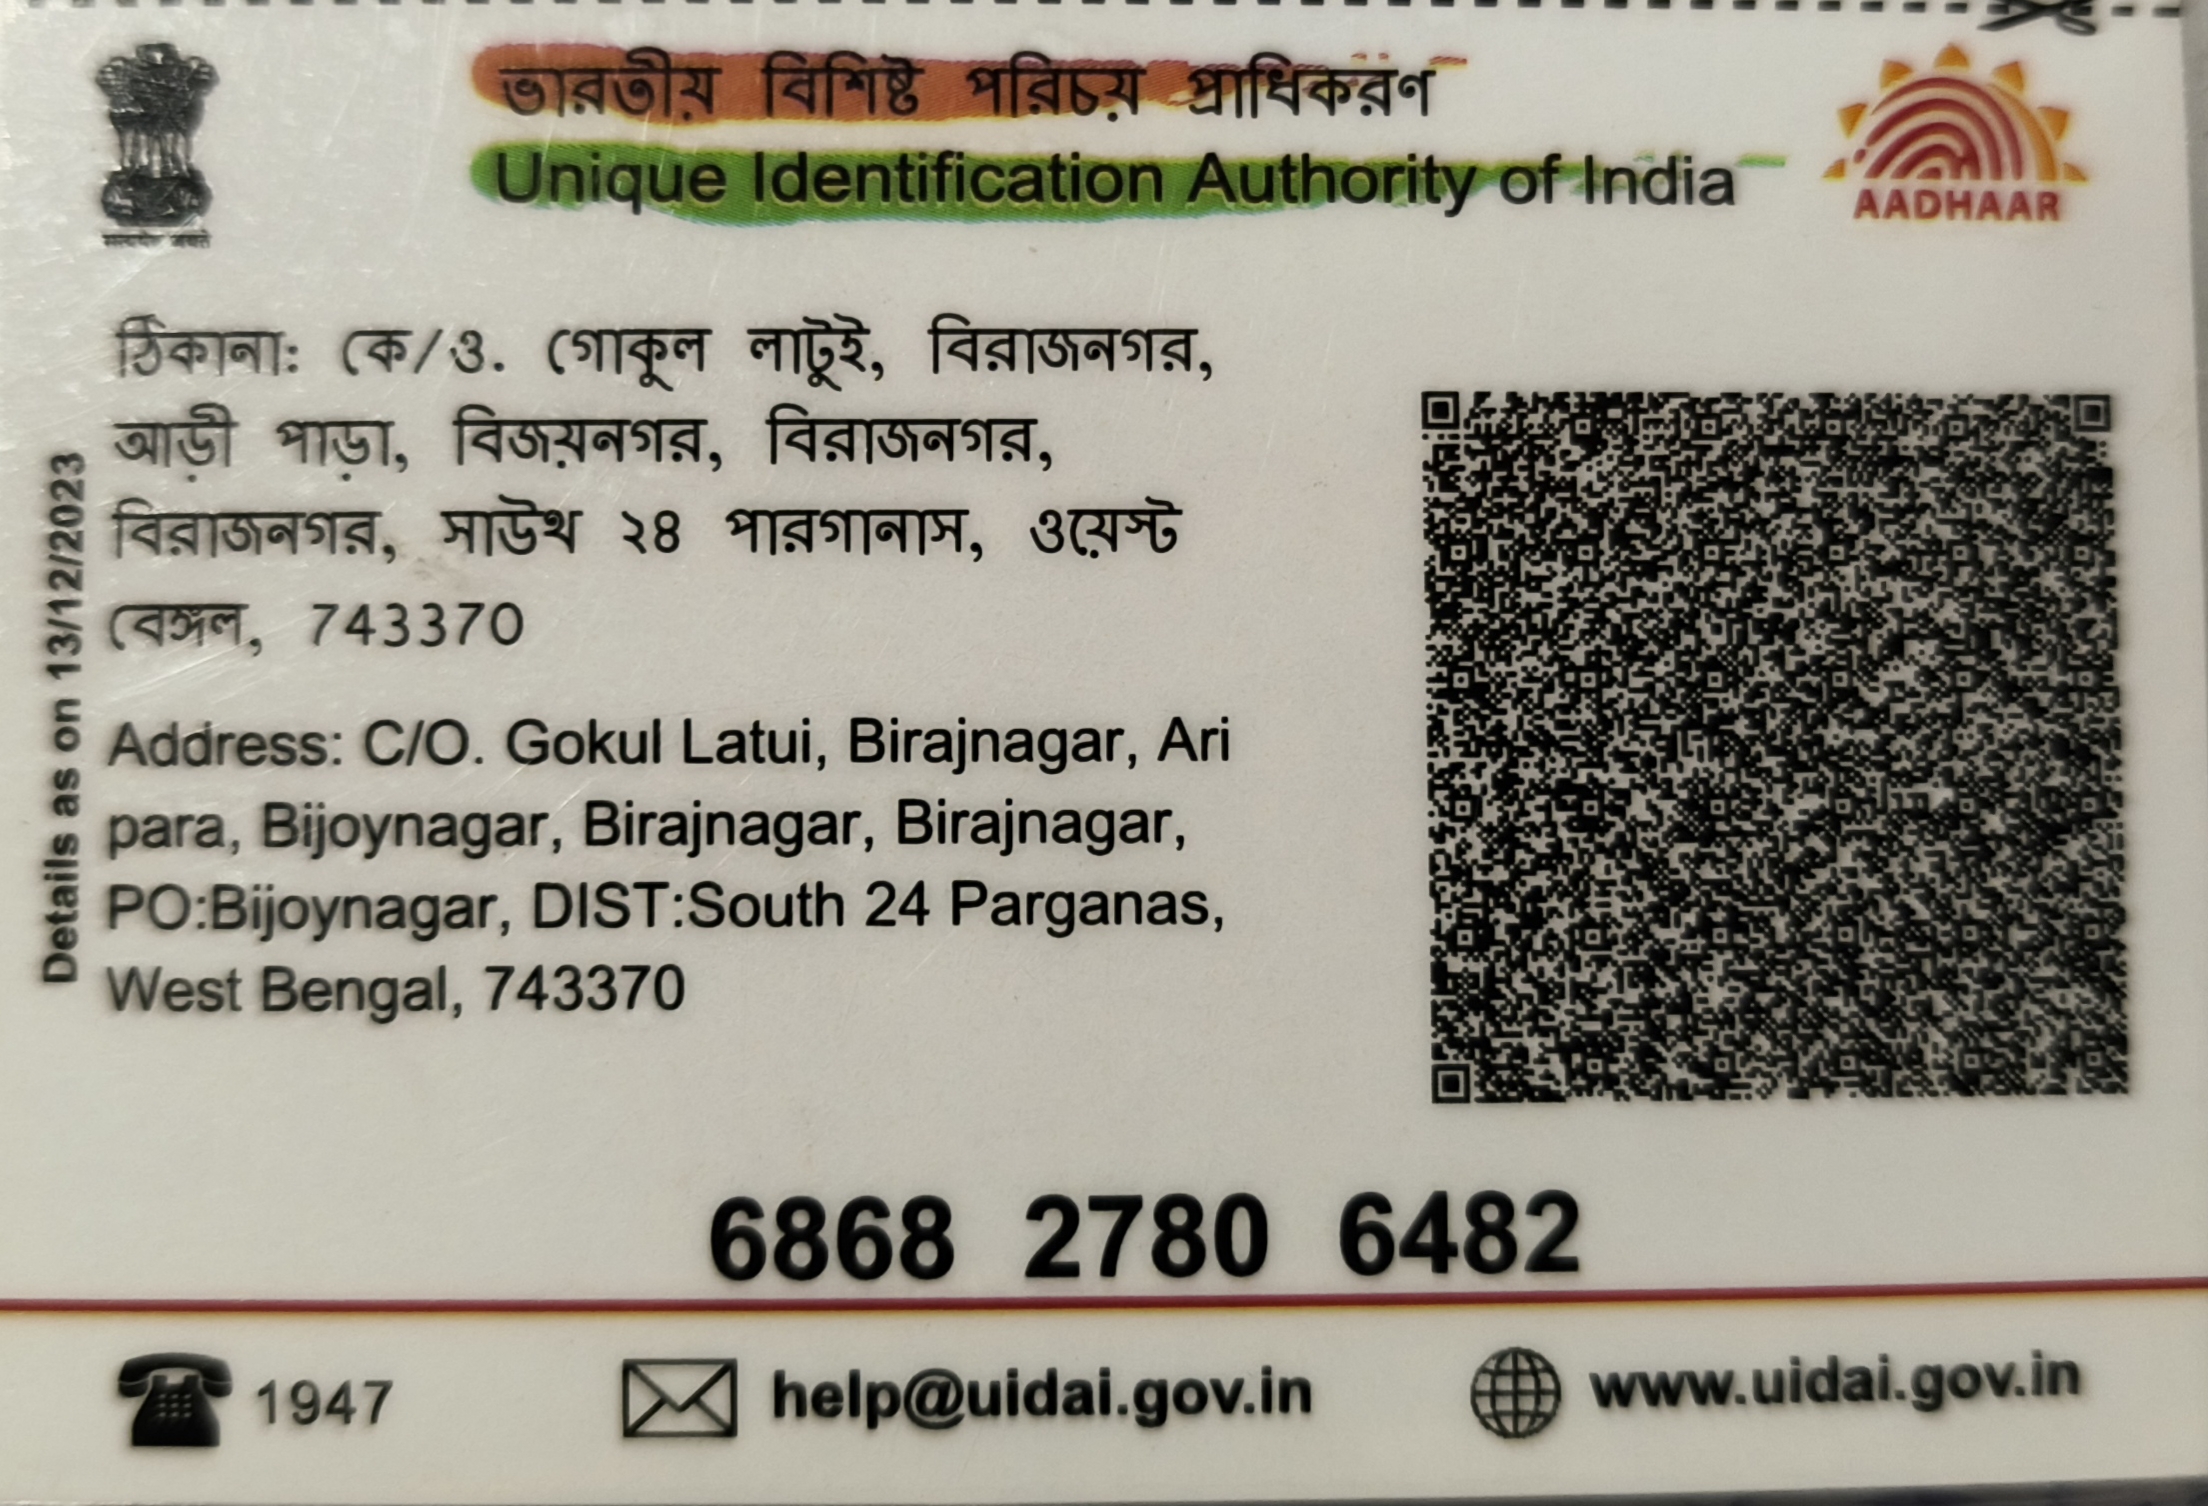 ভারতীয় বিশিষ্ট পরিচয় প্রাধিকরণ
Unique Identification Authority of India
AADHAAR
सत्यमेव जयते
ঠিকানা: কে/ও. গোকুল লাটুই, বিরাজনগর,
আড়ী পাড়া, বিজয়নগর, বিরাজনগর,
বিরাজনগর, সাউথ ২৪ পারগানাস, ওয়েস্ট
বেঙ্গল, 743370
Details as on 13/12/2023
Address: C/O. Gokul Latui, Birajnagar, Ari
para, Bijoynagar, Birajnagar, Birajnagar,
PO:Bijoynagar, DIST:South 24 Parganas,
West Bengal, 743370
6868 2780 6482
1947
help@uidai.gov.in
www.uidai.gov.in